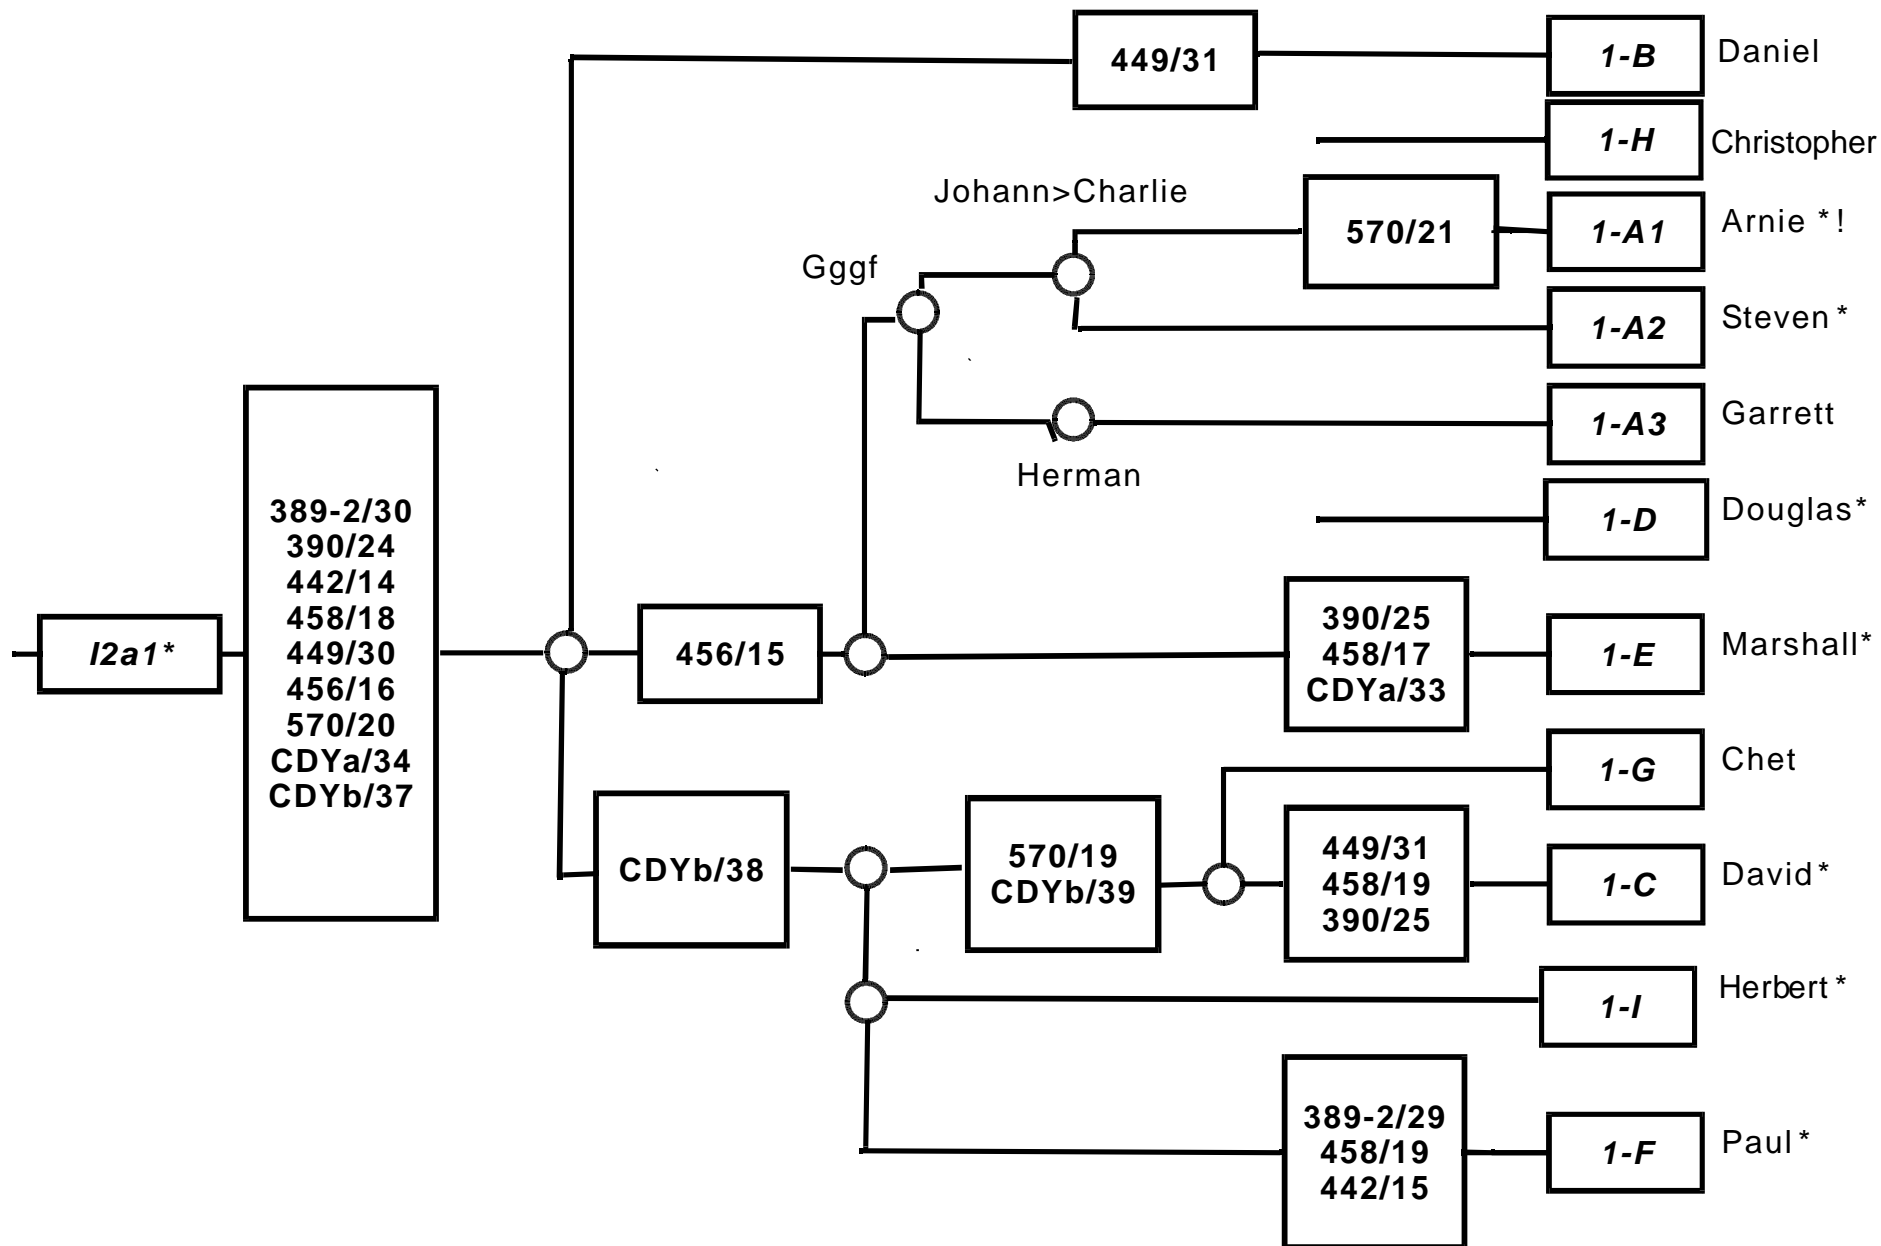 449/31
1-B
Daniel
1-H
Christopher
Johann>Charlie
570/21
1-A1
Arnie *!
Gggf
1-A2
Steven *
1-A3
Garrett
Herman
1-D
Douglas*
I2a1*
389-2/30
390/24
442/14
458/18
449/30
456/16
570/20
CDYa/34
CDYb/37
456/15
390/25
458/17
CDYa/33
1-E
Marshall*
1-G
Chet
CDYb/38
570/19
CDYb/39
449/31
458/19
390/25
1-C
David*
1-I
Herbert *
389-2/29
458/19
442/15
1-F
Paul *